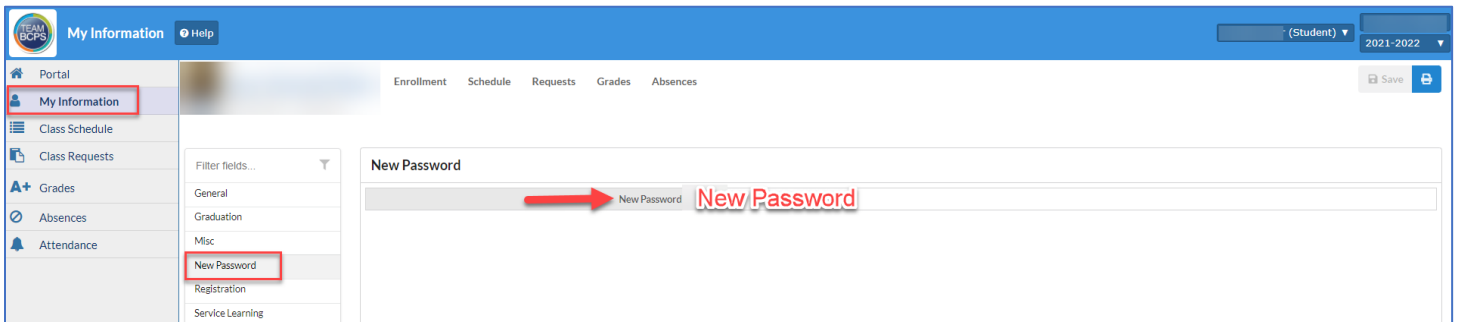 TEAM
BCPS
My Information
Help
(Student) ▼
2021-2022 ▼
Portal
My Information
Class Schedule
Class Requests
A+ Grades
Absences
Attendance
Enrollment Schedule Requests Grades Absences
Save
Filter fields...
General
Graduation
Misc
New Password
Registration
Service Learning
New Password
New Password New Password